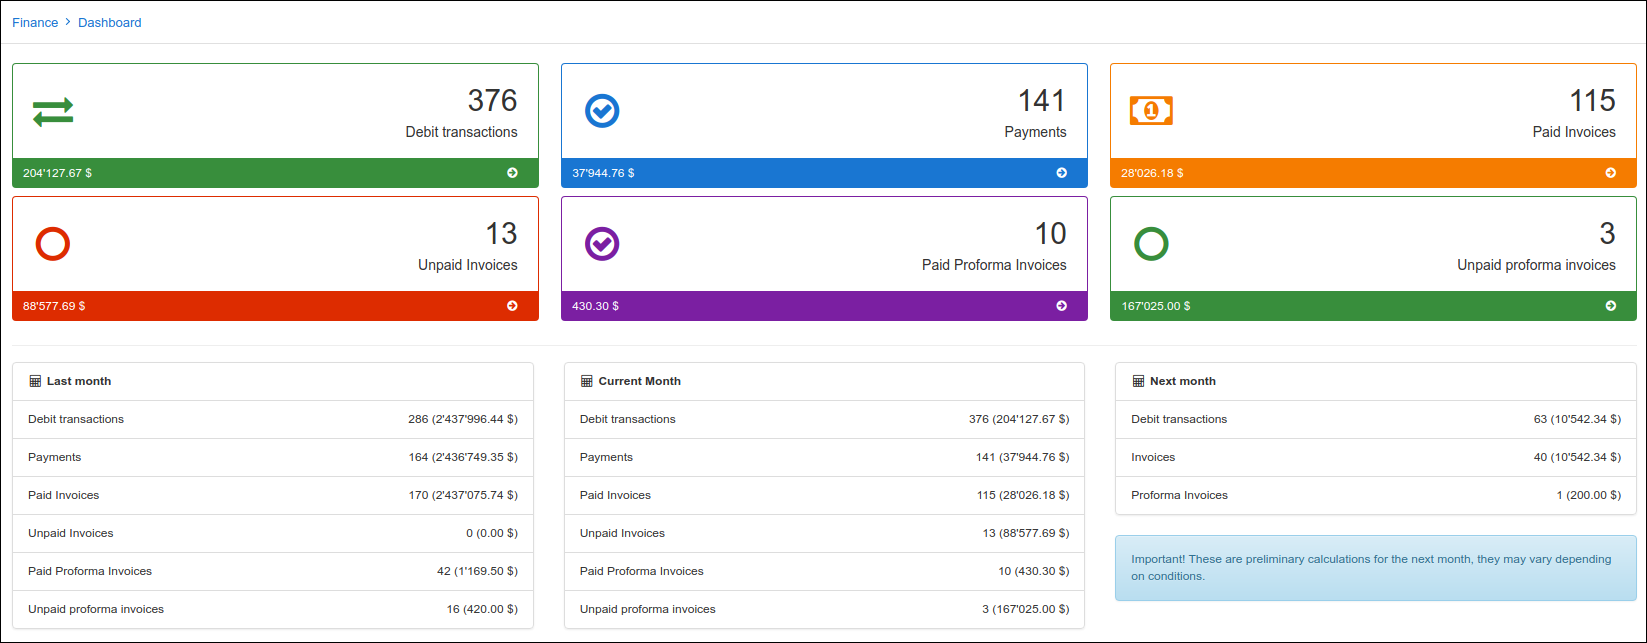 Finance > Dashboard
376
Debit transactions
204'127.67 $
141
Payments
37'944.76 $
1
115
Paid Invoices
28'026.18 $
13
Unpaid Invoices
88'577.69 $
10
Paid Proforma Invoices
430.30 $
3
Unpaid proforma invoices
167'025.00 $
Last month
Debit transactions 286 (2'437'996.44 $)
Payments 164 (2'436'749.35 $)
Paid Invoices 170 (2'437'075.74 $)
Unpaid Invoices 0 (0.00 $)
Paid Proforma Invoices 42 (1'169.50 $)
Unpaid proforma invoices 16 (420.00 $)
Current Month
Debit transactions 376 (204'127.67 $)
Payments 141 (37'944.76 $)
Paid Invoices 115 (28'026.18 $)
Unpaid Invoices 13 (88'577.69 $)
Paid Proforma Invoices 10 (430.30 $)
Unpaid proforma invoices 3 (167'025.00 $)
Next month
Debit transactions 63 (10'542.34 $)
Invoices 40 (10'542.34 $)
Proforma Invoices 1 (200.00 $)
Important! These are preliminary calculations for the next month, they may vary depending
on conditions.